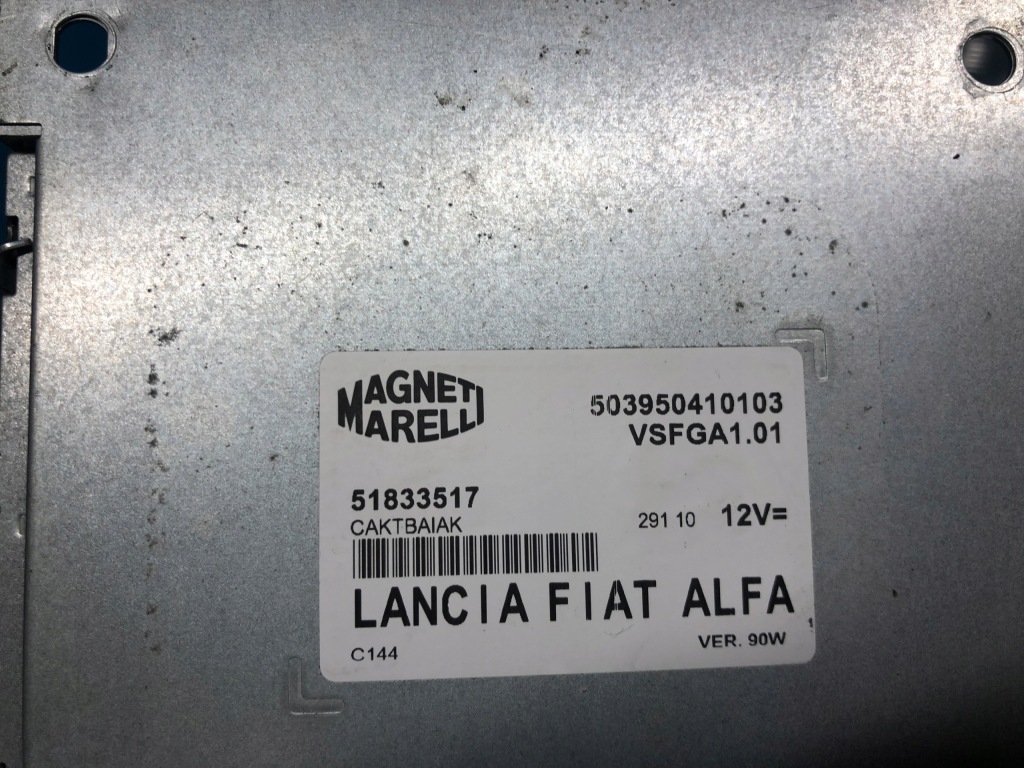 MAGNETI
MARELLI
503950410103
VSFGA1.01
51833517
CAKTBAIAK
291 10 12V=
LANCIA FIAT ALFA
C144
VER. 90W